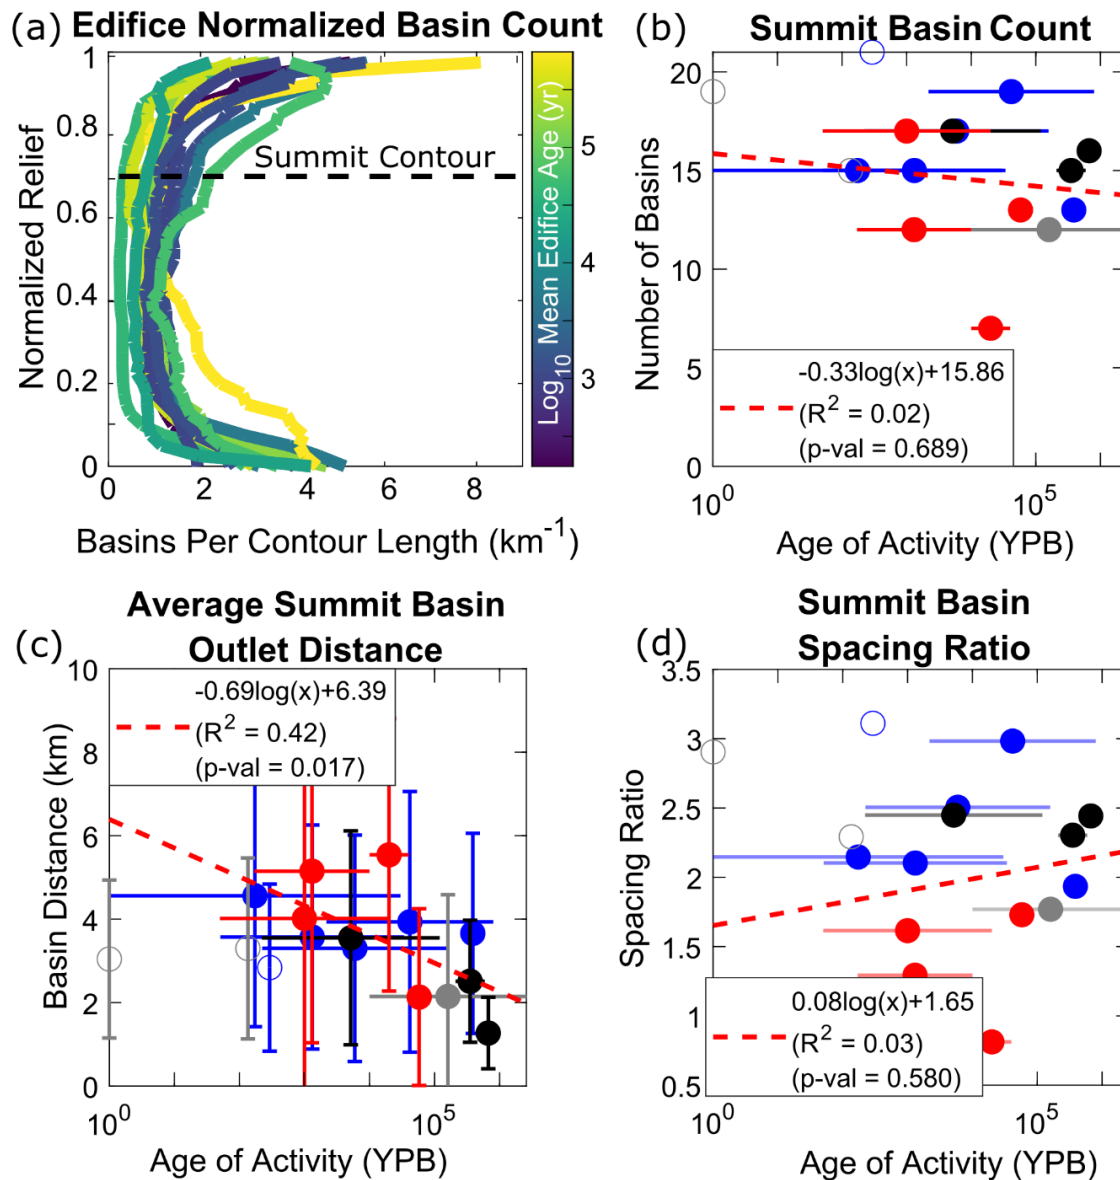 (a) Edifice Normalized Basin Count
1
0.8
0.6
0.4
0.2
0
Normalized Relief
Summit Contour
0 2 4 6 8
Basins Per Contour Length (km-1)
5
4
3
Log10 Mean Edifice Age (yr)
(b) Summit Basin Count
20
15
10
5
0
Number of Basins
-0.33log(x)+15.86
(R2 = 0.02)
(p-val = 0.689)
100 105
Age of Activity (YPB)
(c) Average Summit Basin
Outlet Distance
10
8
6
4
2
0
Basin Distance (km)
-0.69log(x)+6.39
(R2 = 0.42)
(p-val = 0.017)
100 105
Age of Activity (YPB)
(d) Summit Basin
Spacing Ratio
3.5
3
2.5
2
1.5
1
0.5
Spacing Ratio
0.08log(x)+1.65
(R2 = 0.03)
(p-val = 0.580)
100 105
Age of Activity (YPB)